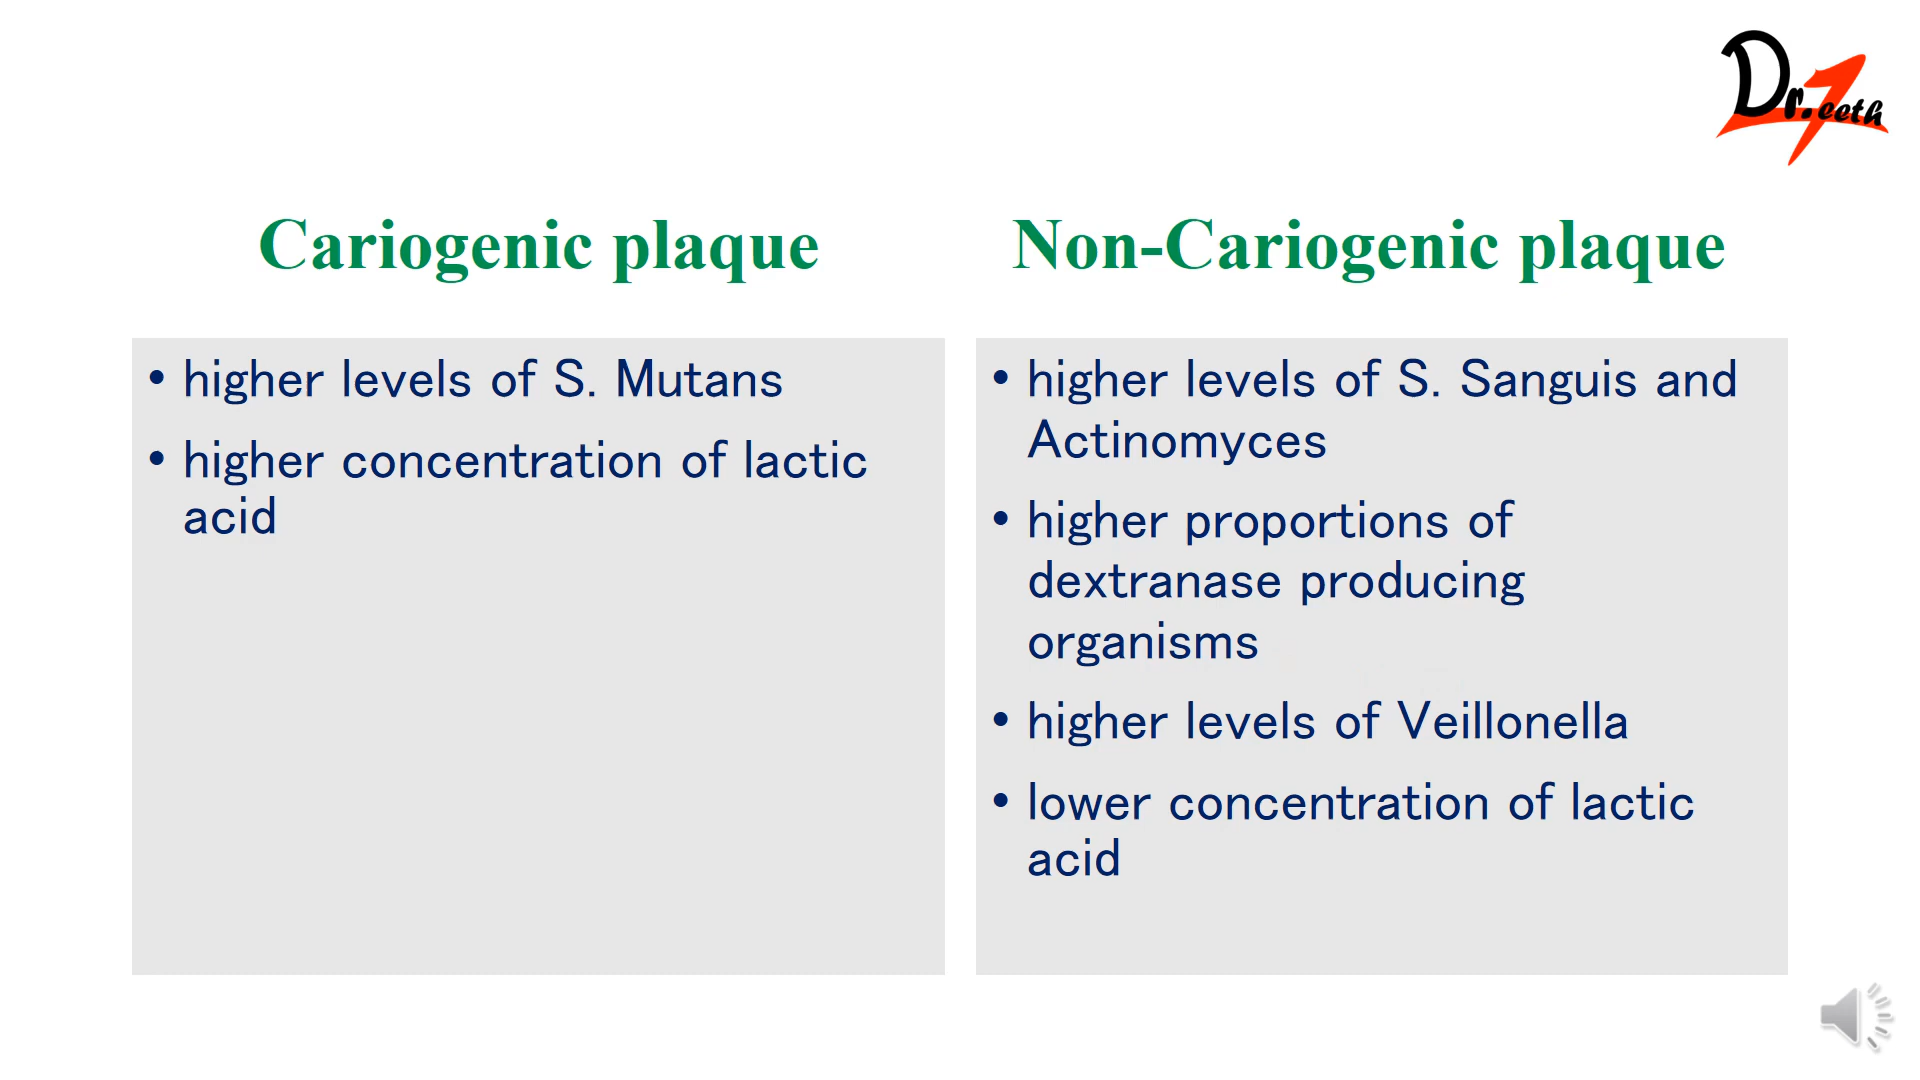 Dr.eeth
Cariogenic plaque
• higher levels of S. Mutans
• higher concentration of lactic
acid
Non-Cariogenic plaque
• higher levels of S. Sanguis and
Actinomyces
• higher proportions of
dextranase producing
organisms
• higher levels of Veillonella
• lower concentration of lactic
acid